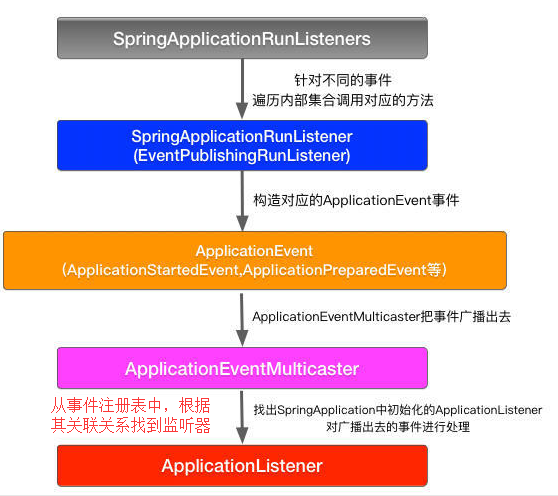 SpringApplicationRunListeners
针对不同的事件
遍历内部集合调用对应的方法
SpringApplicationRunListener
(EventPublishingRunListener)
构造对应的ApplicationEvent事件
ApplicationEvent
（ApplicationStartedEvent,ApplicationPreparedEvent等）
ApplicationEventMulticaster把事件广播出去
ApplicationEventMulticaster
从事件注册表中，根据
其关联关系找到监听器
找出SpringApplication中初始化的ApplicationListener
对广播出去的事件进行处理
ApplicationListener